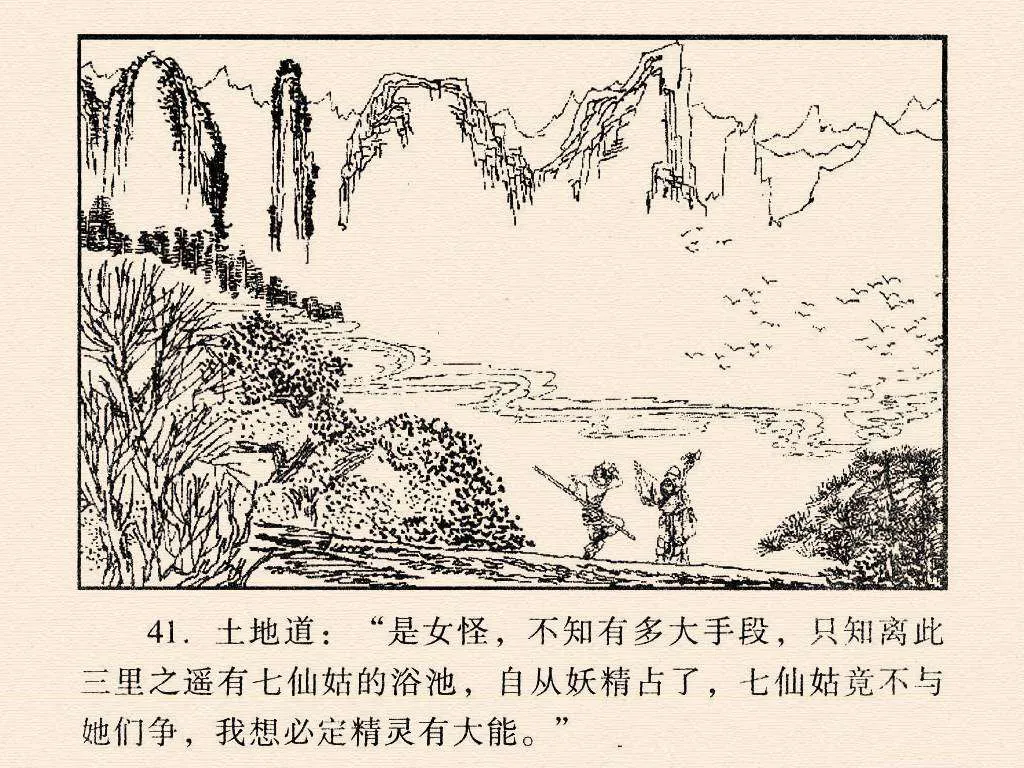 41. 土地道：“是女怪，不知有多大手段，只知离此
三里之遥有七仙姑的浴池，自从妖精占了，七仙姑竟不与
她们争，我想必定精灵有大能。”